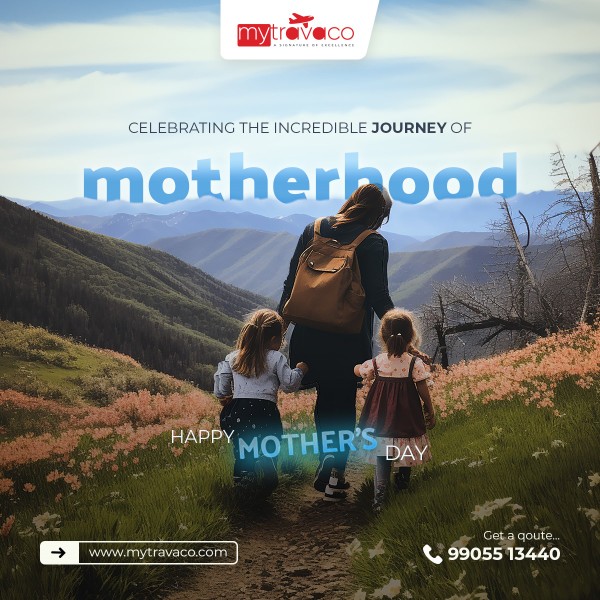 mytravaco
A SIGNATURE OF EXCELLENCE
CELEBRATING THE INCREDIBLE JOURNEY OF
motherhood
HAPPY MOTHER'S DAY
www.mytravaco.com
Get a qoute...
99055 13440